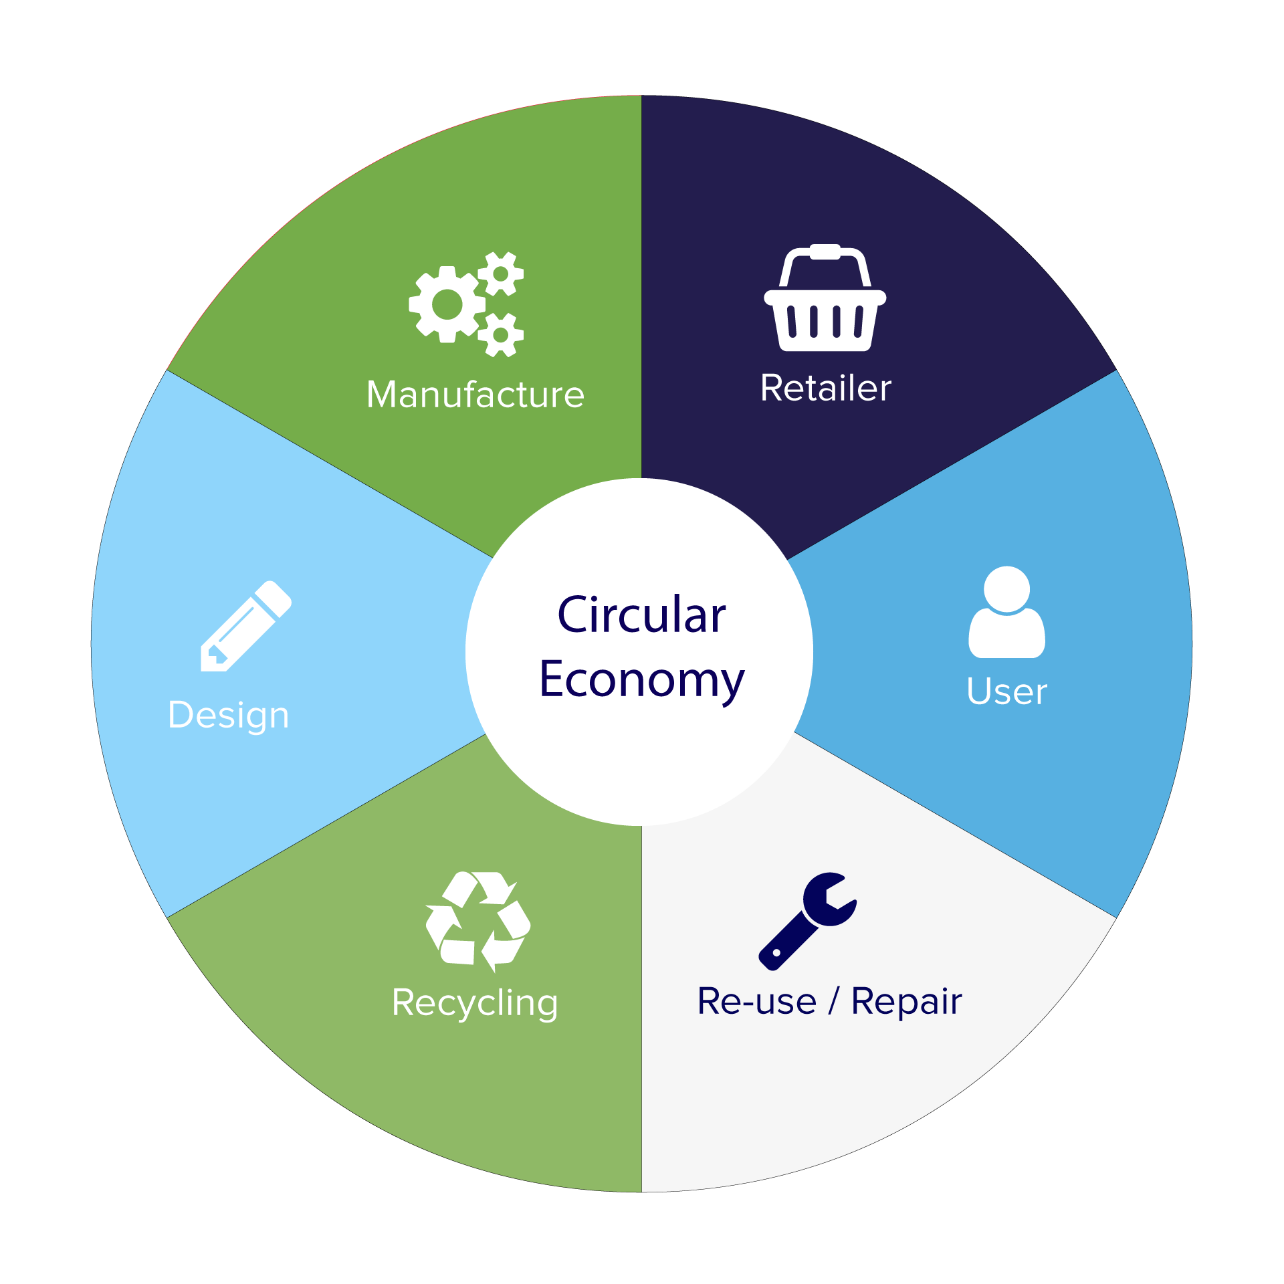 Manufacture
Retailer
Circular
Economy
Design
User
Recycling
Re-use / Repair